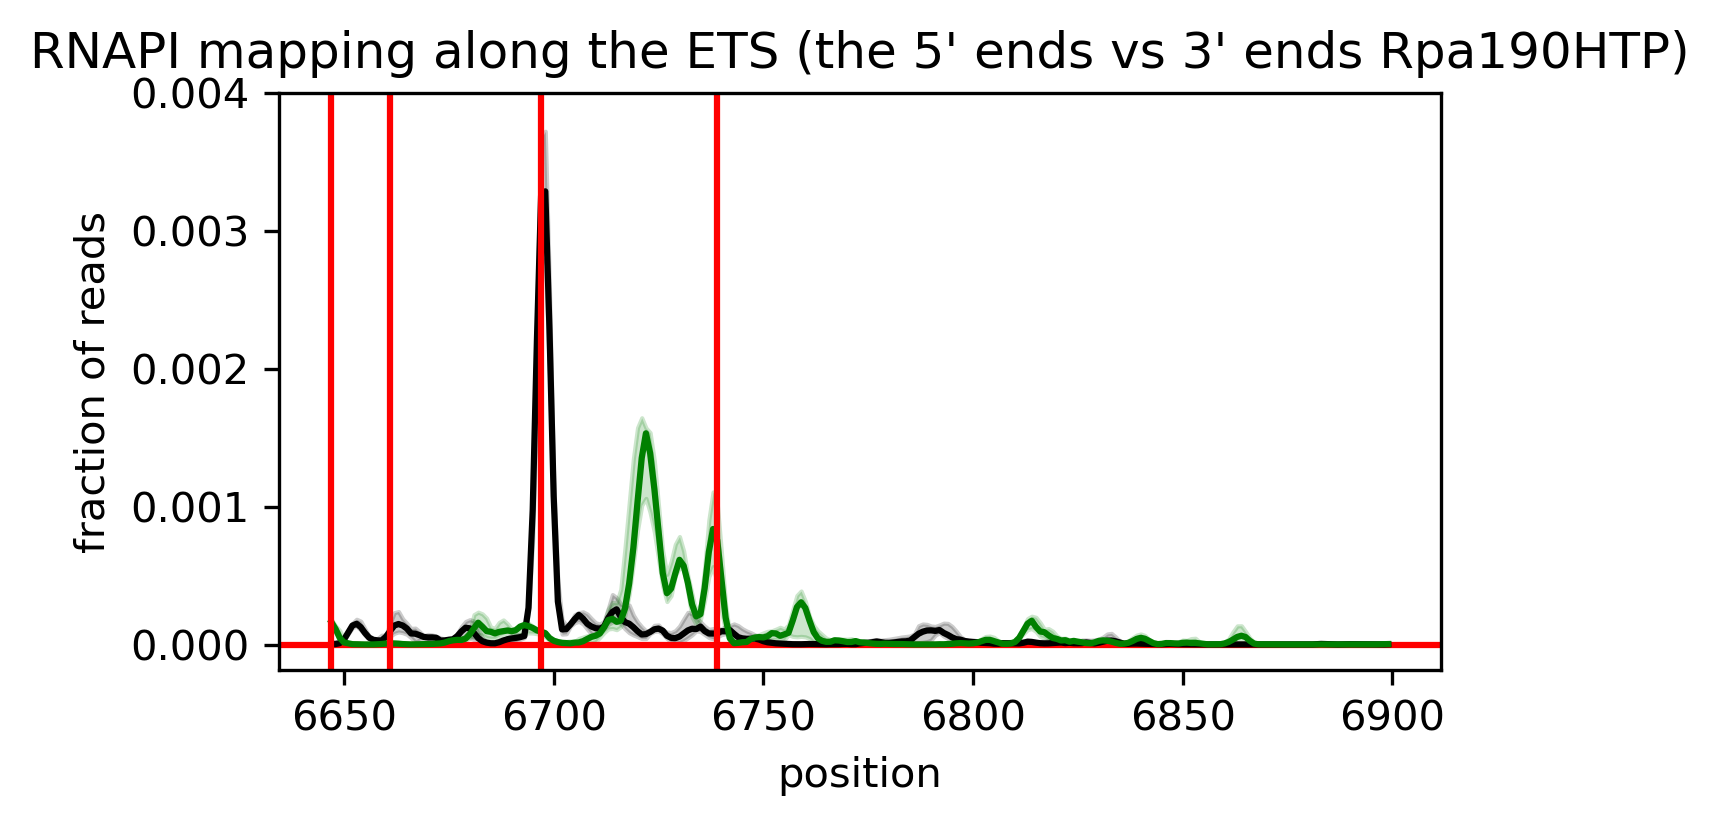 RNAPI mapping along the ETS (the 5' ends vs 3' ends Rpa190HTP)
0.004
0.003
0.002
0.001
0.000
fraction of reads
6650 6700 6750 6800 6850 6900
position